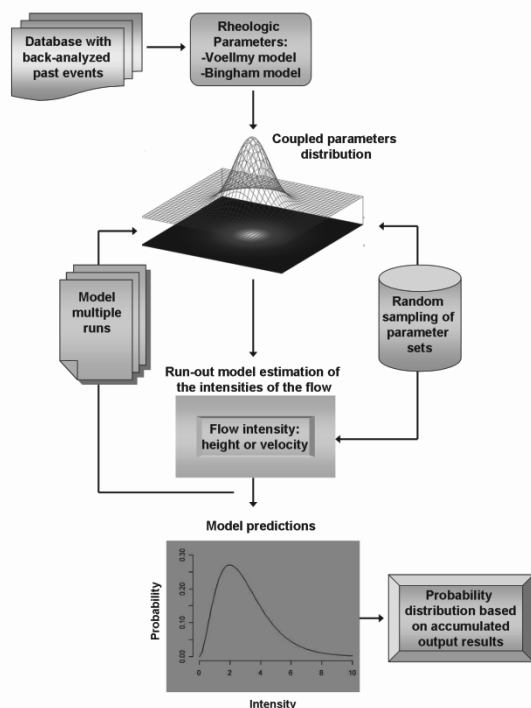 Database with
back-analyzed
past events
Rheologic
Parameters:
-Voellmy model
-Bingham model
Coupled parameters
distribution
Model
multiple
runs
Random
sampling of
parameter
sets
Run-out model estimation of
the intensities of the flow
Flow intensity:
height or velocity
Model predictions
Probability
0.30
0.20
0.10
0.00
0 2 4 6 8 10
Intensity
Probability
distribution based
on accumulated
output results